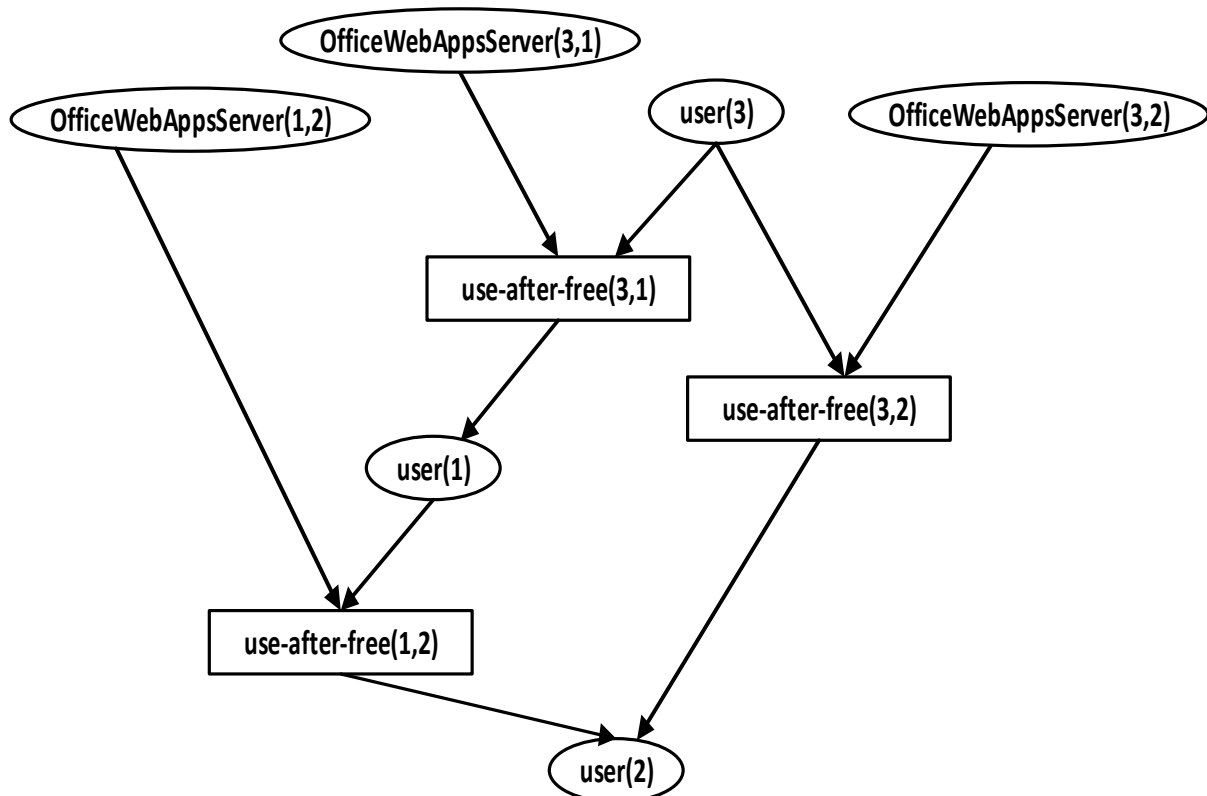 OfficeWebAppsServer(3,1)
OfficeWebAppsServer(1,2)
user(3)
OfficeWebAppsServer(3,2)
use-after-free(3,1)
use-after-free(3,2)
user(1)
use-after-free(1,2)
user(2)